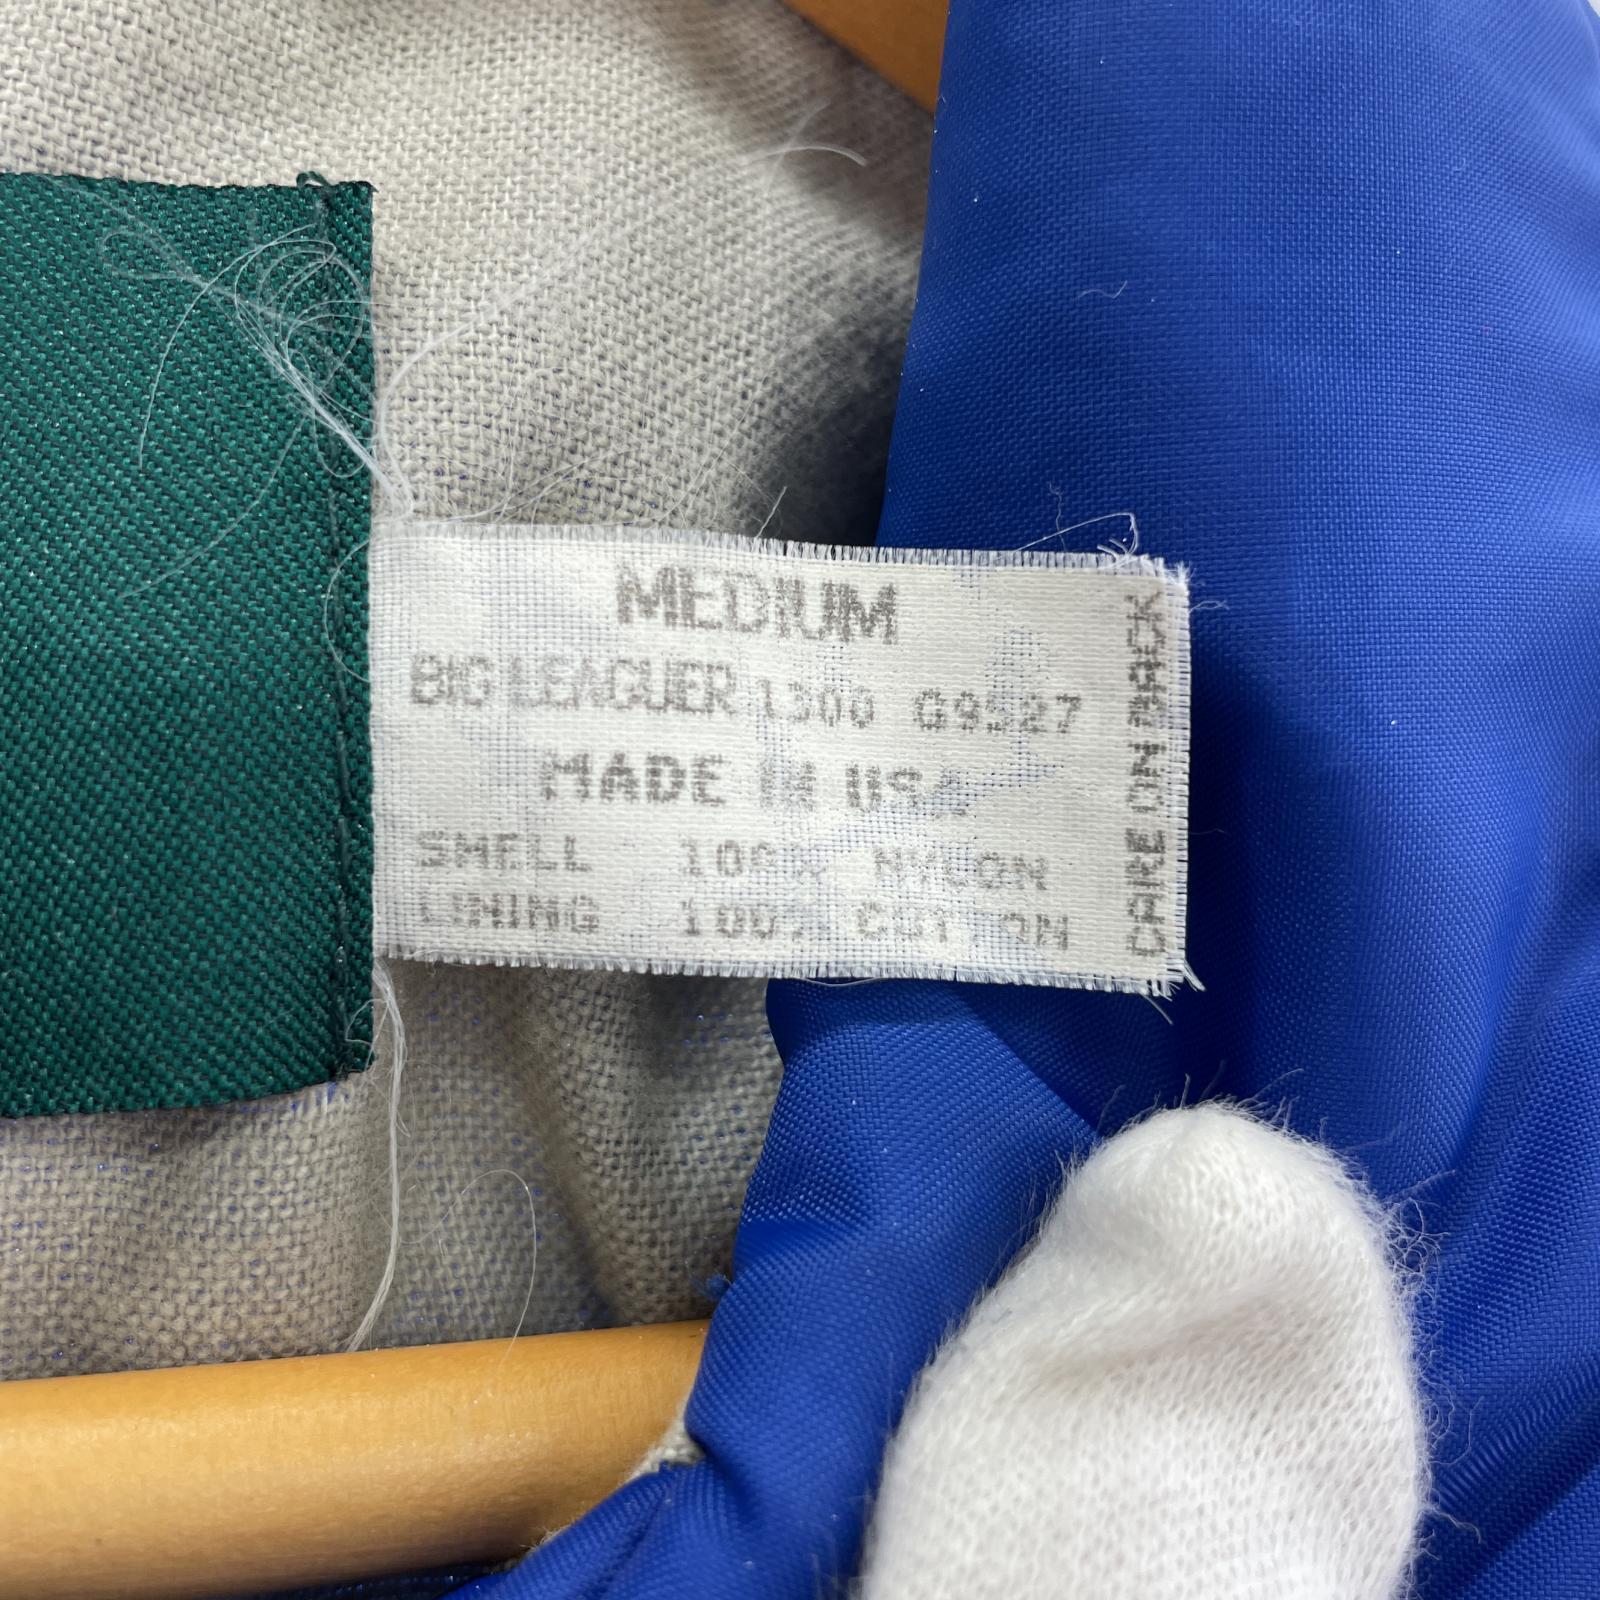 MEDIUM
BIG LEAGUER 1300 G9527
MADE IN USA
SHELL 100% NYLON
LINING 100% COTTON
CARE ON BACK